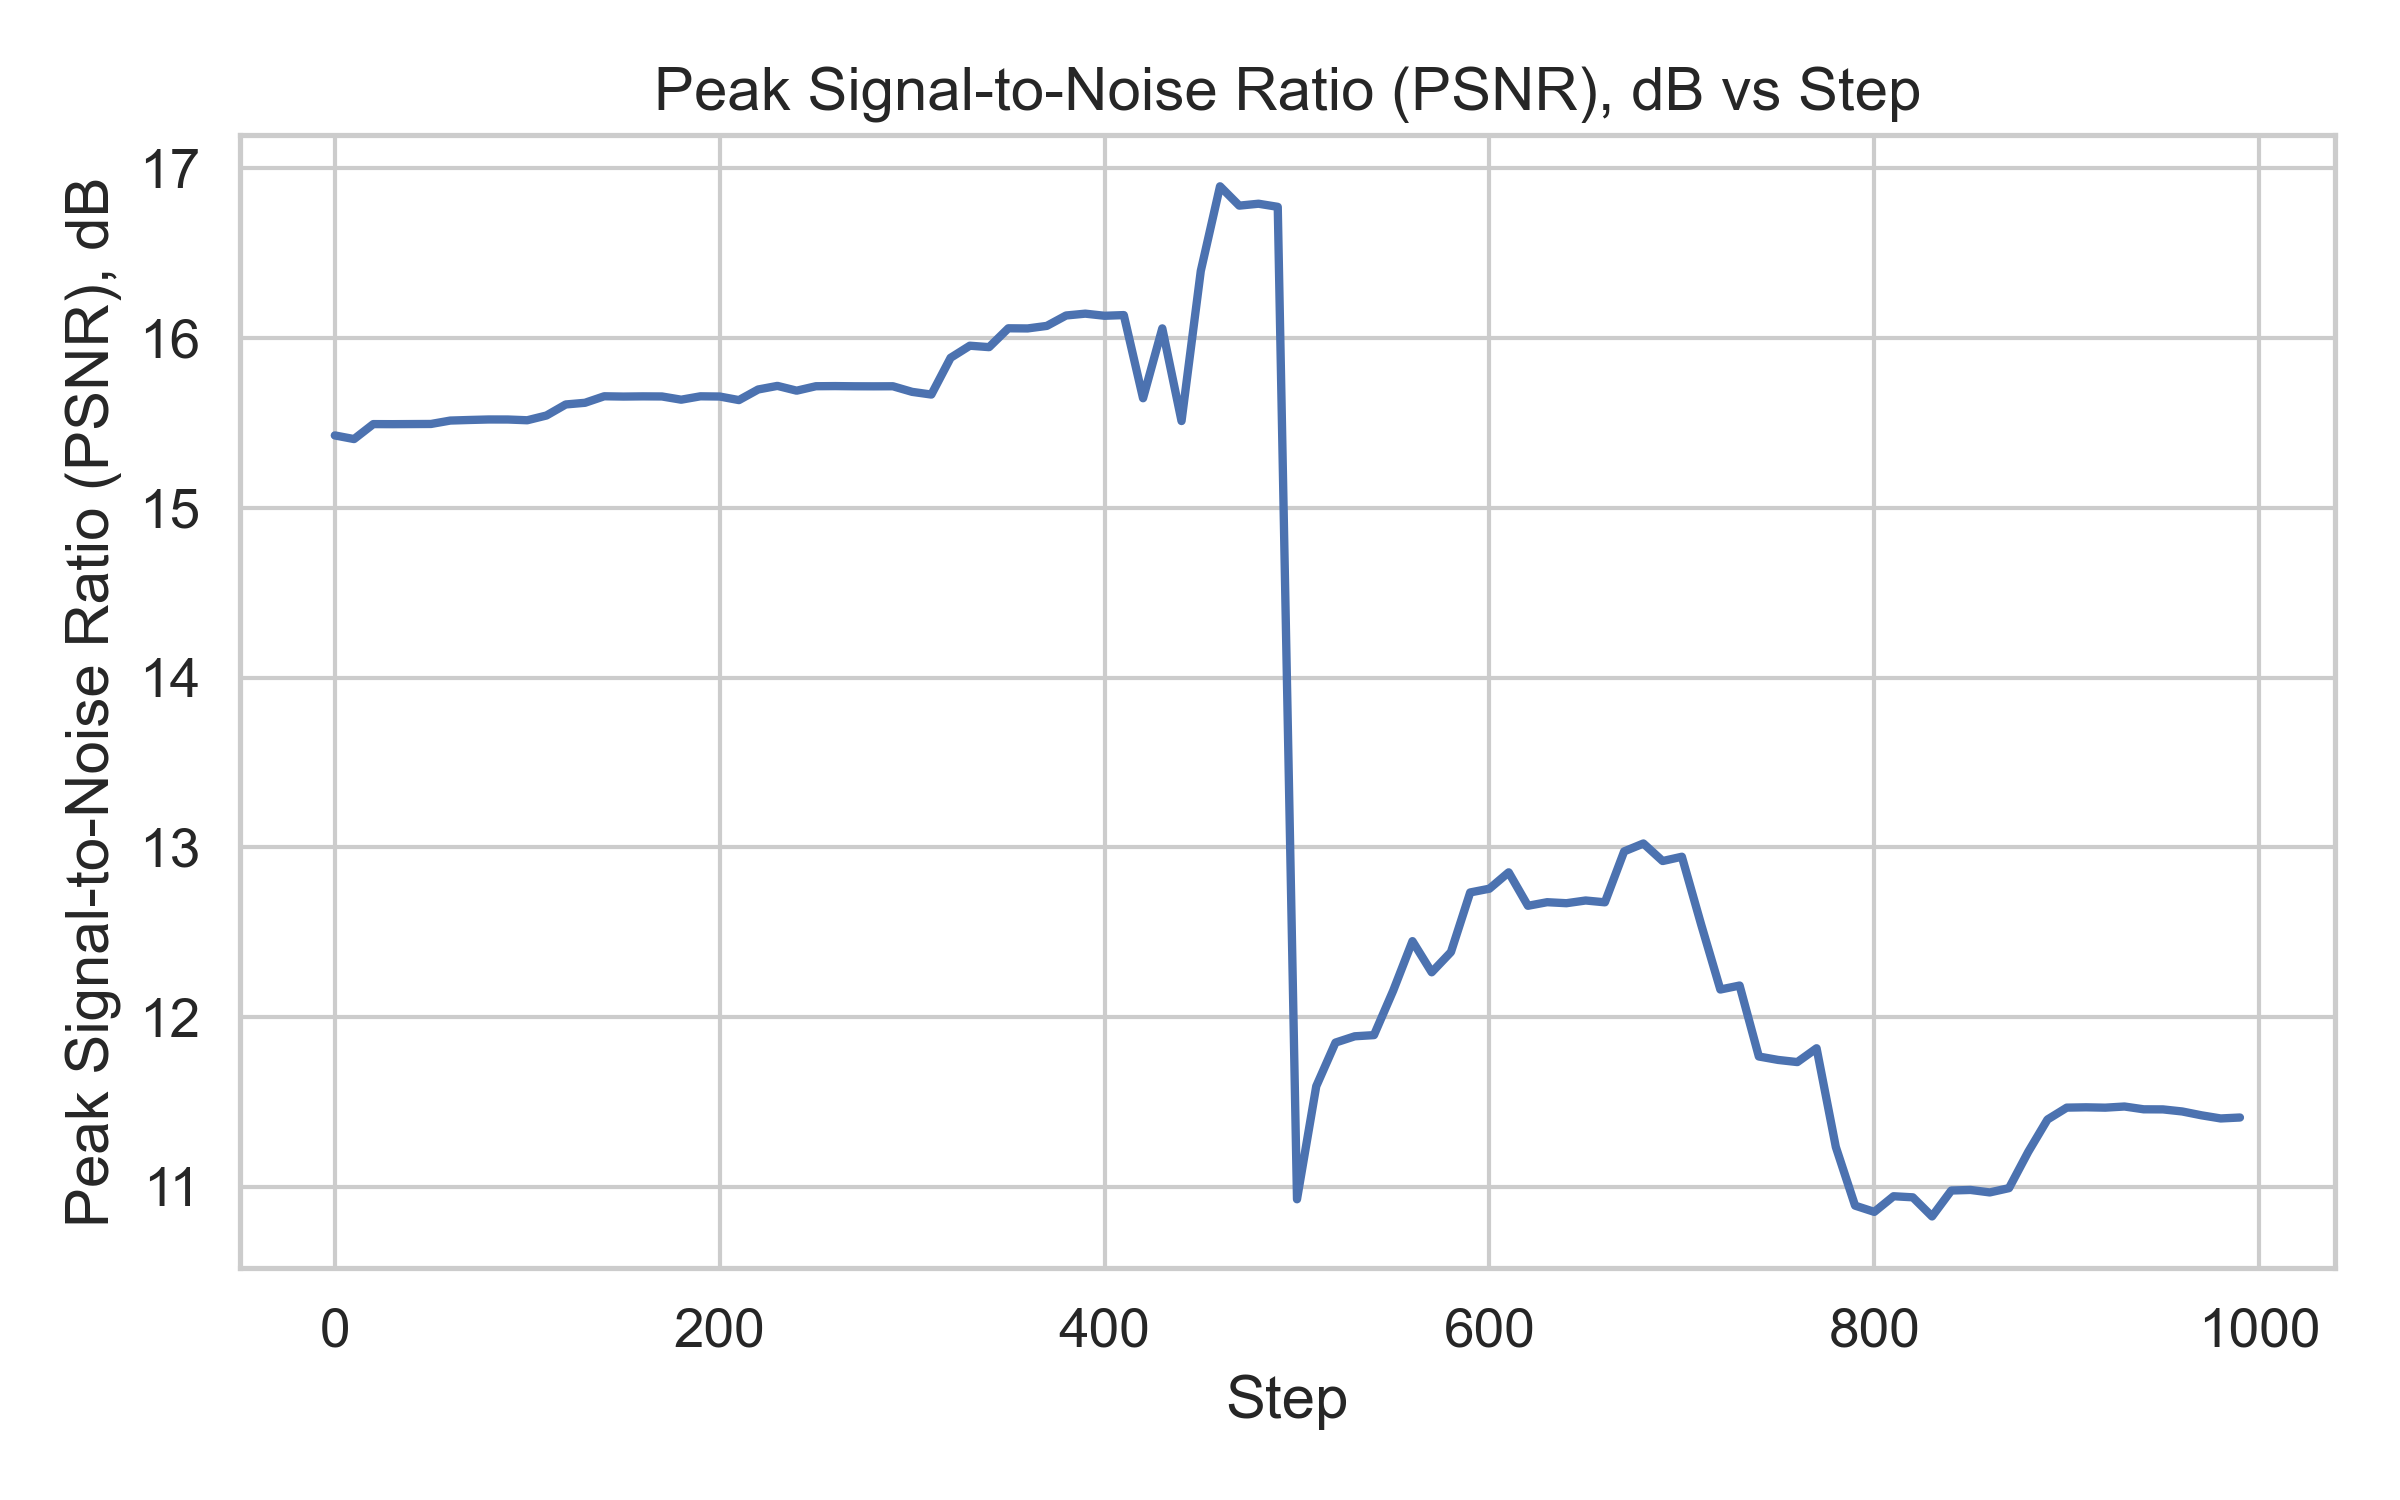 Peak Signal-to-Noise Ratio (PSNR), dB vs Step
Peak Signal-to-Noise Ratio (PSNR), dB
17
16
15
14
13
12
11
0 200 400 600 800 1000
Step